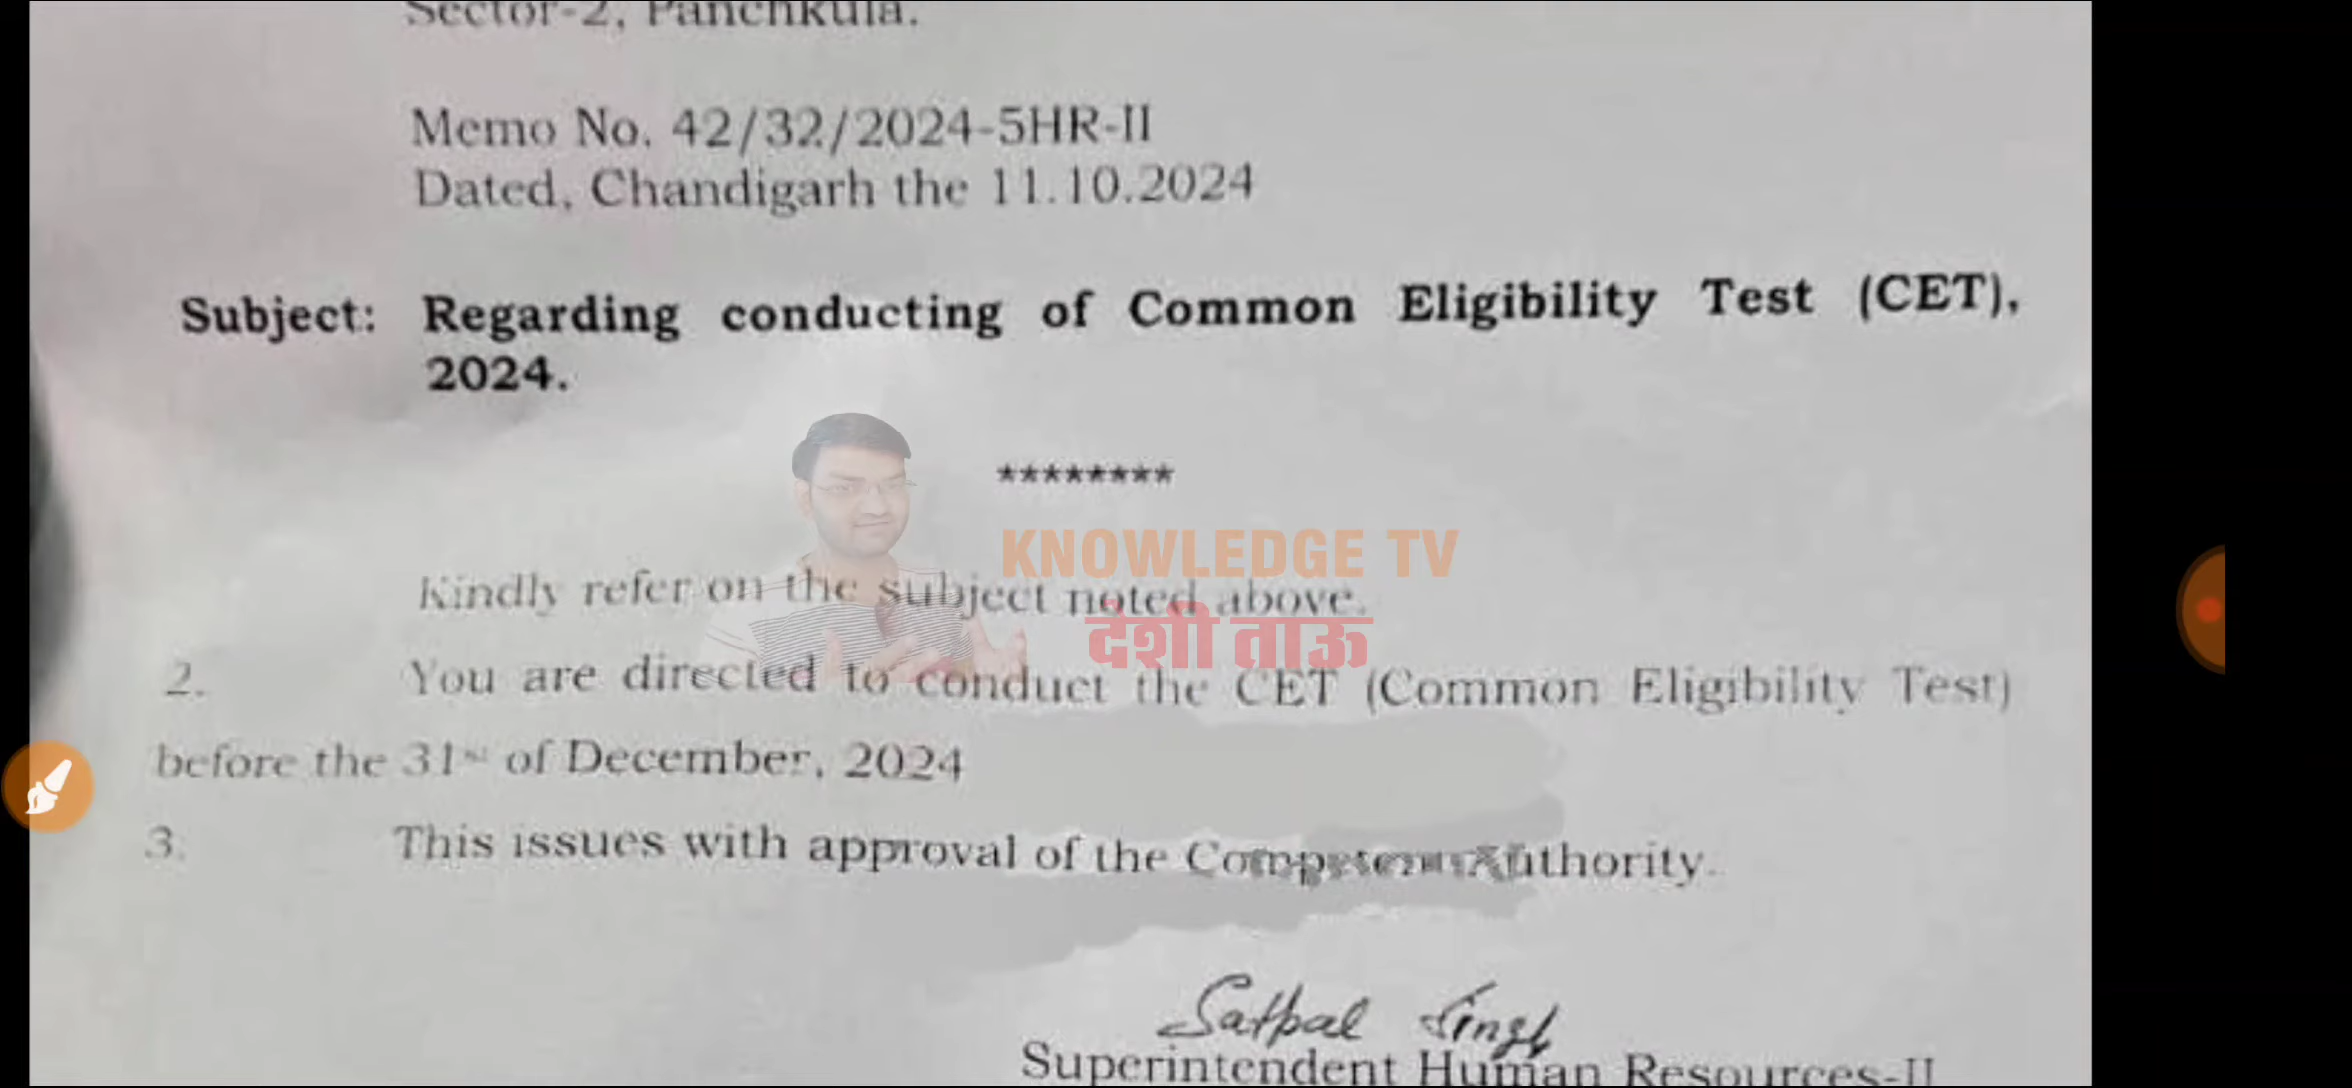 Sector-2, Panchkula.
Memo No. 42/32/2024-5HR-II
Dated, Chandigarh the 11.10.2024
Subject: Regarding conducting of Common Eligibility Test (CET),
2024.
********
KNOWLEDGE TV
Kindly refer on the subject noted above.
देशी ताऊ
2. You are directed to conduct the CET (Common Eligibility Test)
before the 31st of December, 2024
3. This issues with approval of the Competent Authority.
Satpal Singh
Superintendent Human Resources-II